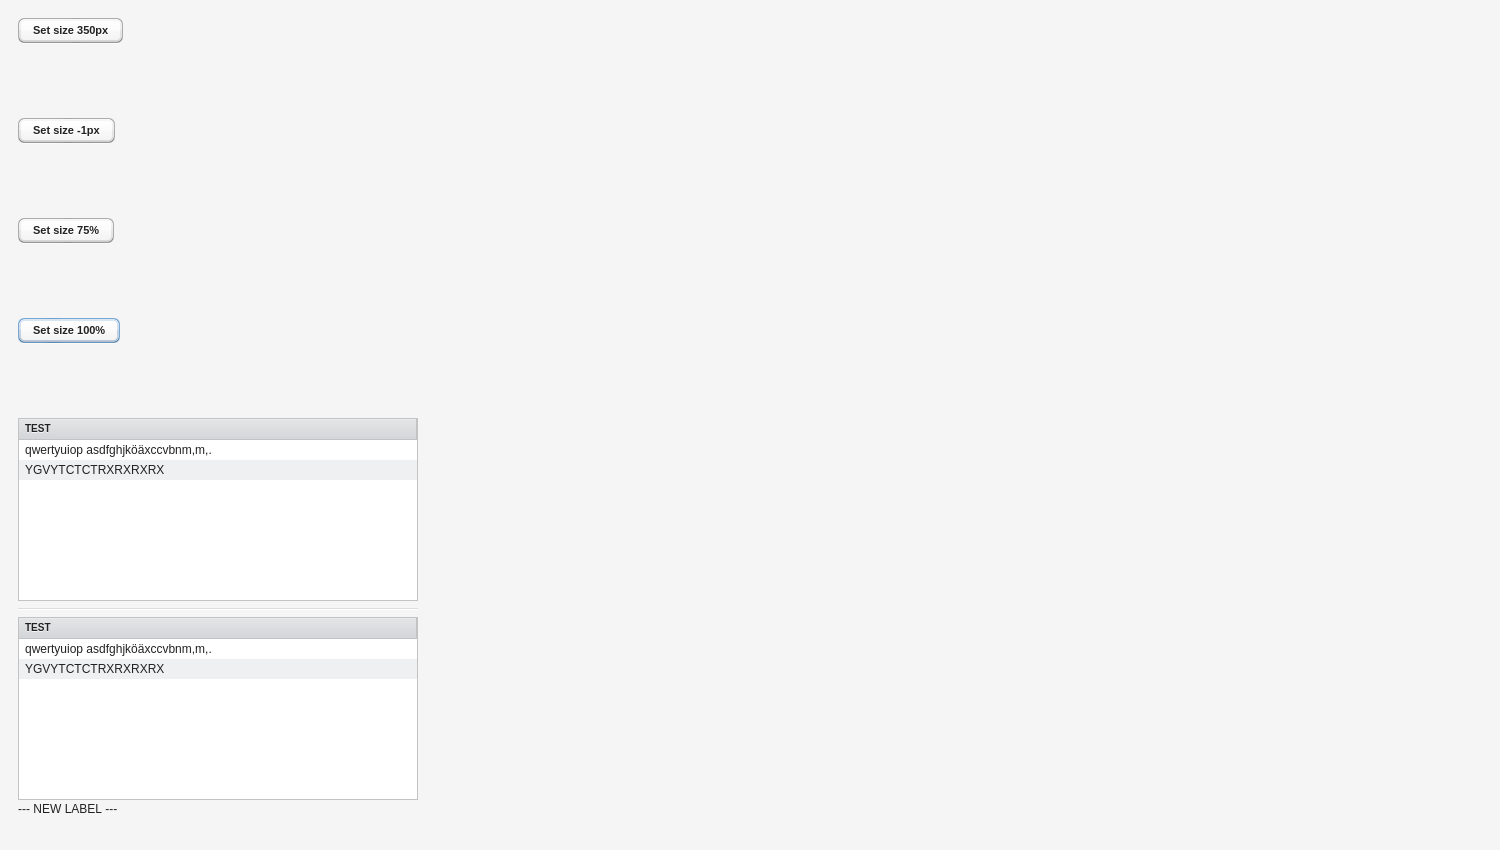 Set size 350px
Set size -1px
Set size 75%
Set size 100%
TEST
qwertyuiop asdfghjköäxccvbnm,m,.
YGVYTCTCTRXRXRXRX
TEST
qwertyuiop asdfghjköäxccvbnm,m,.
YGVYTCTCTRXRXRXRX
--- NEW LABEL ---